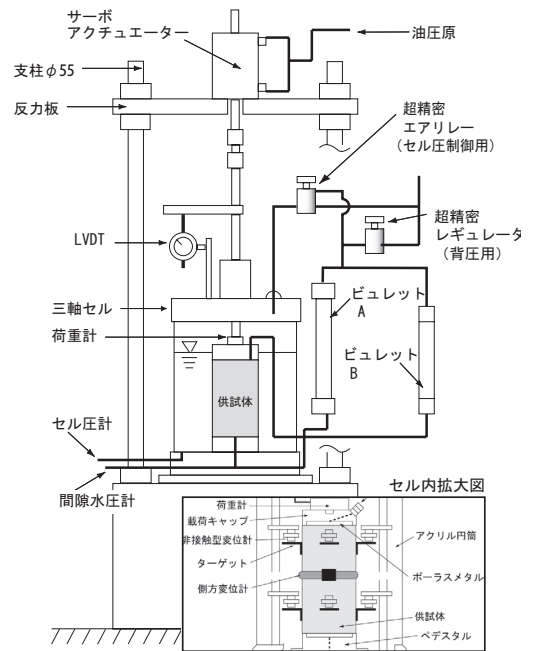 サーボ
アクチュエーター
油圧原
支柱φ55
反力板
超精密
エアリレー
(セル圧制御用)
超精密
レギュレータ
(背圧用)
LVDT
三軸セル
荷重計
ビュレット
A
ビュレット
B
供試体
セル圧計
間隙水圧計
セル内拡大図
荷重計
載荷キャップ
非接触型変位計
ターゲット
側方変位計
アクリル円筒
ポーラスメタル
供試体
ペデスタル